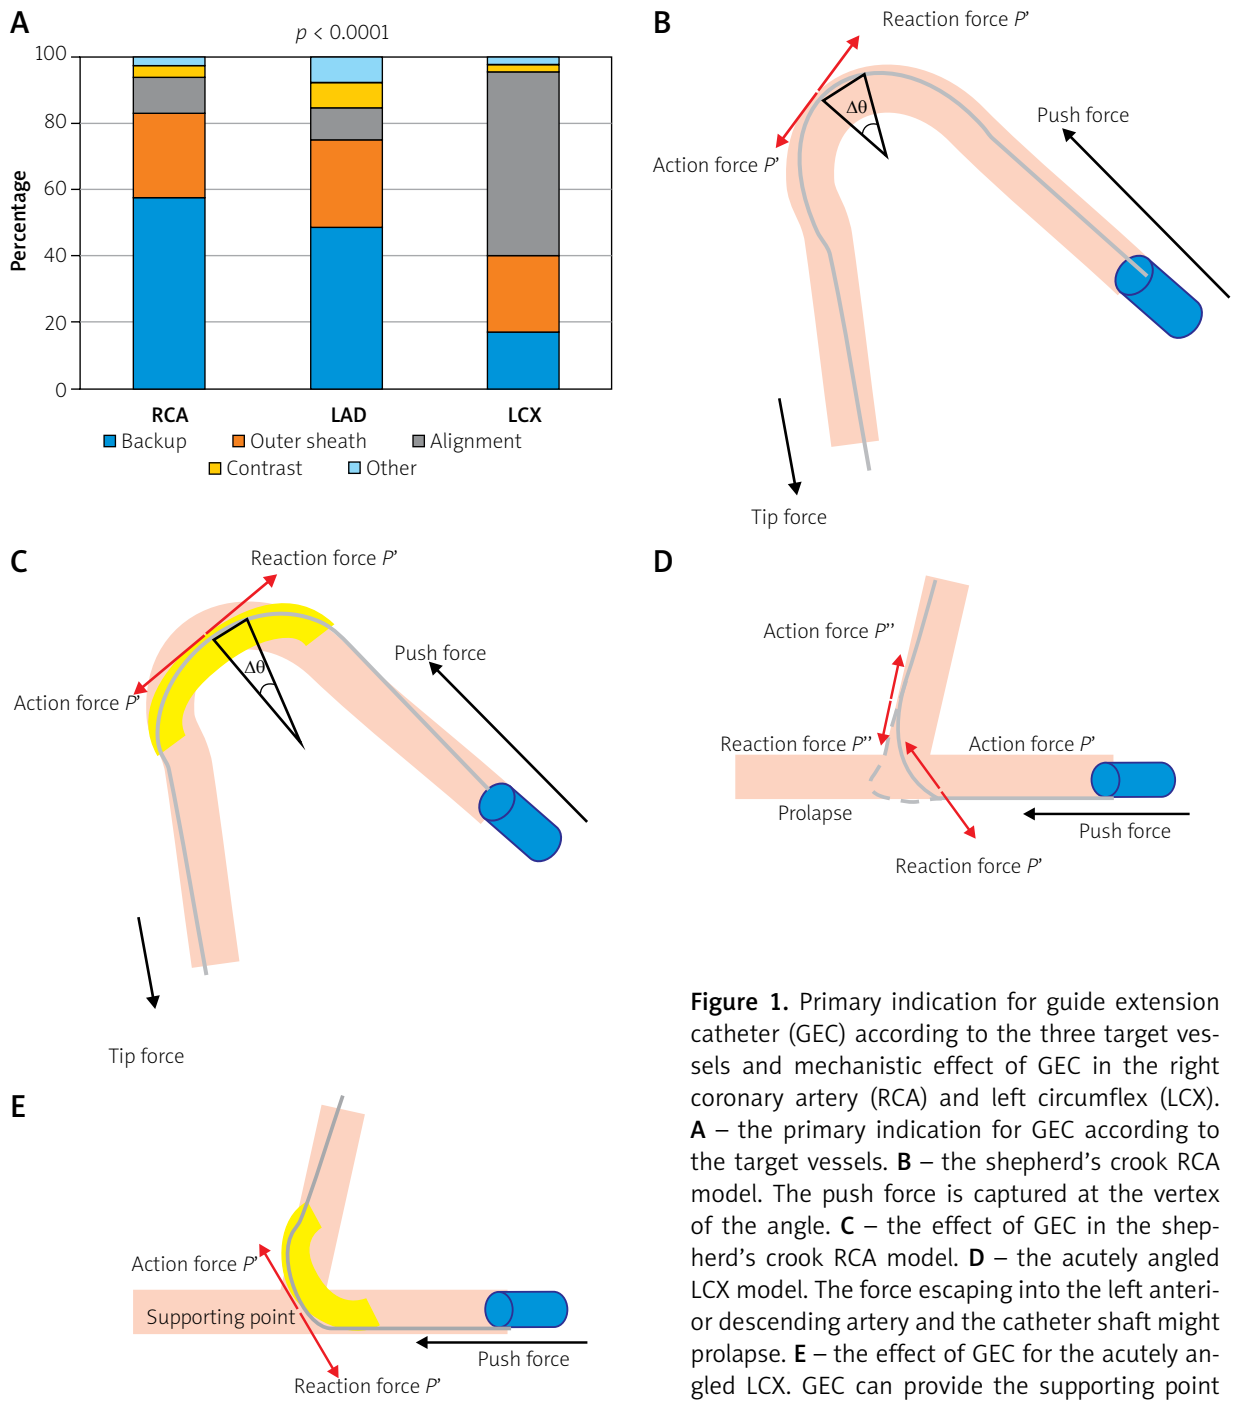 A
p < 0.0001
Percentage
100
80
60
40
20
0
RCA LAD LCX
Backup Outer sheath Alignment
Contrast Other
B
Reaction force P’
Δθ
Push force
Action force P’
Tip force
C
Reaction force P’
Δθ
Push force
Action force P’
Tip force
D
Action force P’’
Reaction force P’’
Action force P’
Prolapse
Push force
Reaction force P’
E
Action force P’
Supporting point
Push force
Reaction force P’
Figure 1. Primary indication for guide extension
catheter (GEC) according to the three target ves-
sels and mechanistic effect of GEC in the right
coronary artery (RCA) and left circumflex (LCX).
A – the primary indication for GEC according to
the target vessels. B – the shepherd’s crook RCA
model. The push force is captured at the vertex
of the angle. C – the effect of GEC in the shep-
herd’s crook RCA model. D – the acutely angled
LCX model. The force escaping into the left anteri-
or descending artery and the catheter shaft might
prolapse. E – the effect of GEC for the acutely an-
gled LCX. GEC can provide the supporting point